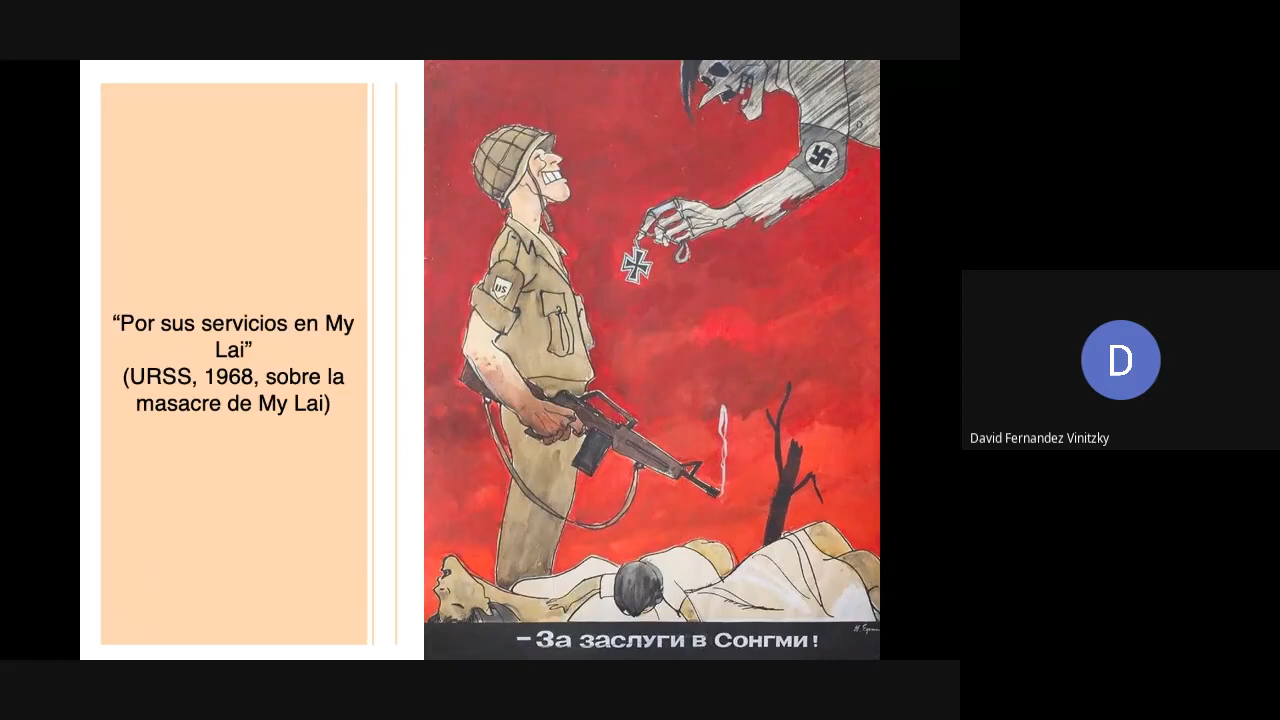 “Por sus servicios en My
Lai”
(URSS, 1968, sobre la
masacre de My Lai)
US
– За заслуги в Сонгми!
D
David Fernandez Vinitzky